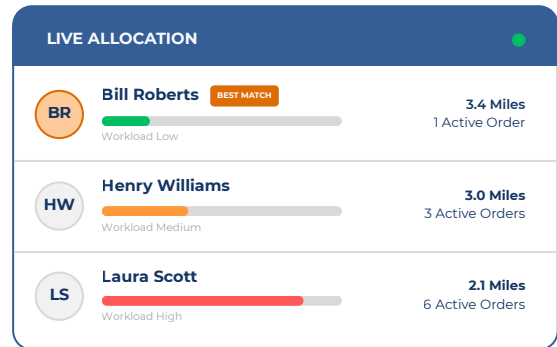 LIVE ALLOCATION
BR
Bill Roberts BEST MATCH
Workload Low
3.4 Miles
1 Active Order
HW
Henry Williams
Workload Medium
3.0 Miles
3 Active Orders
LS
Laura Scott
Workload High
2.1 Miles
6 Active Orders